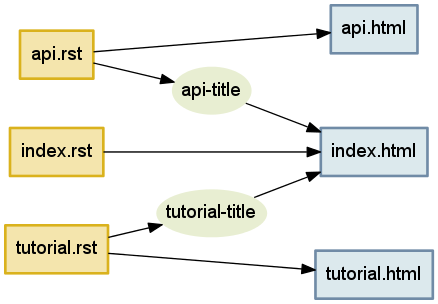 api.rst
api.html
api-title
index.rst
index.html
tutorial-title
tutorial.rst
tutorial.html